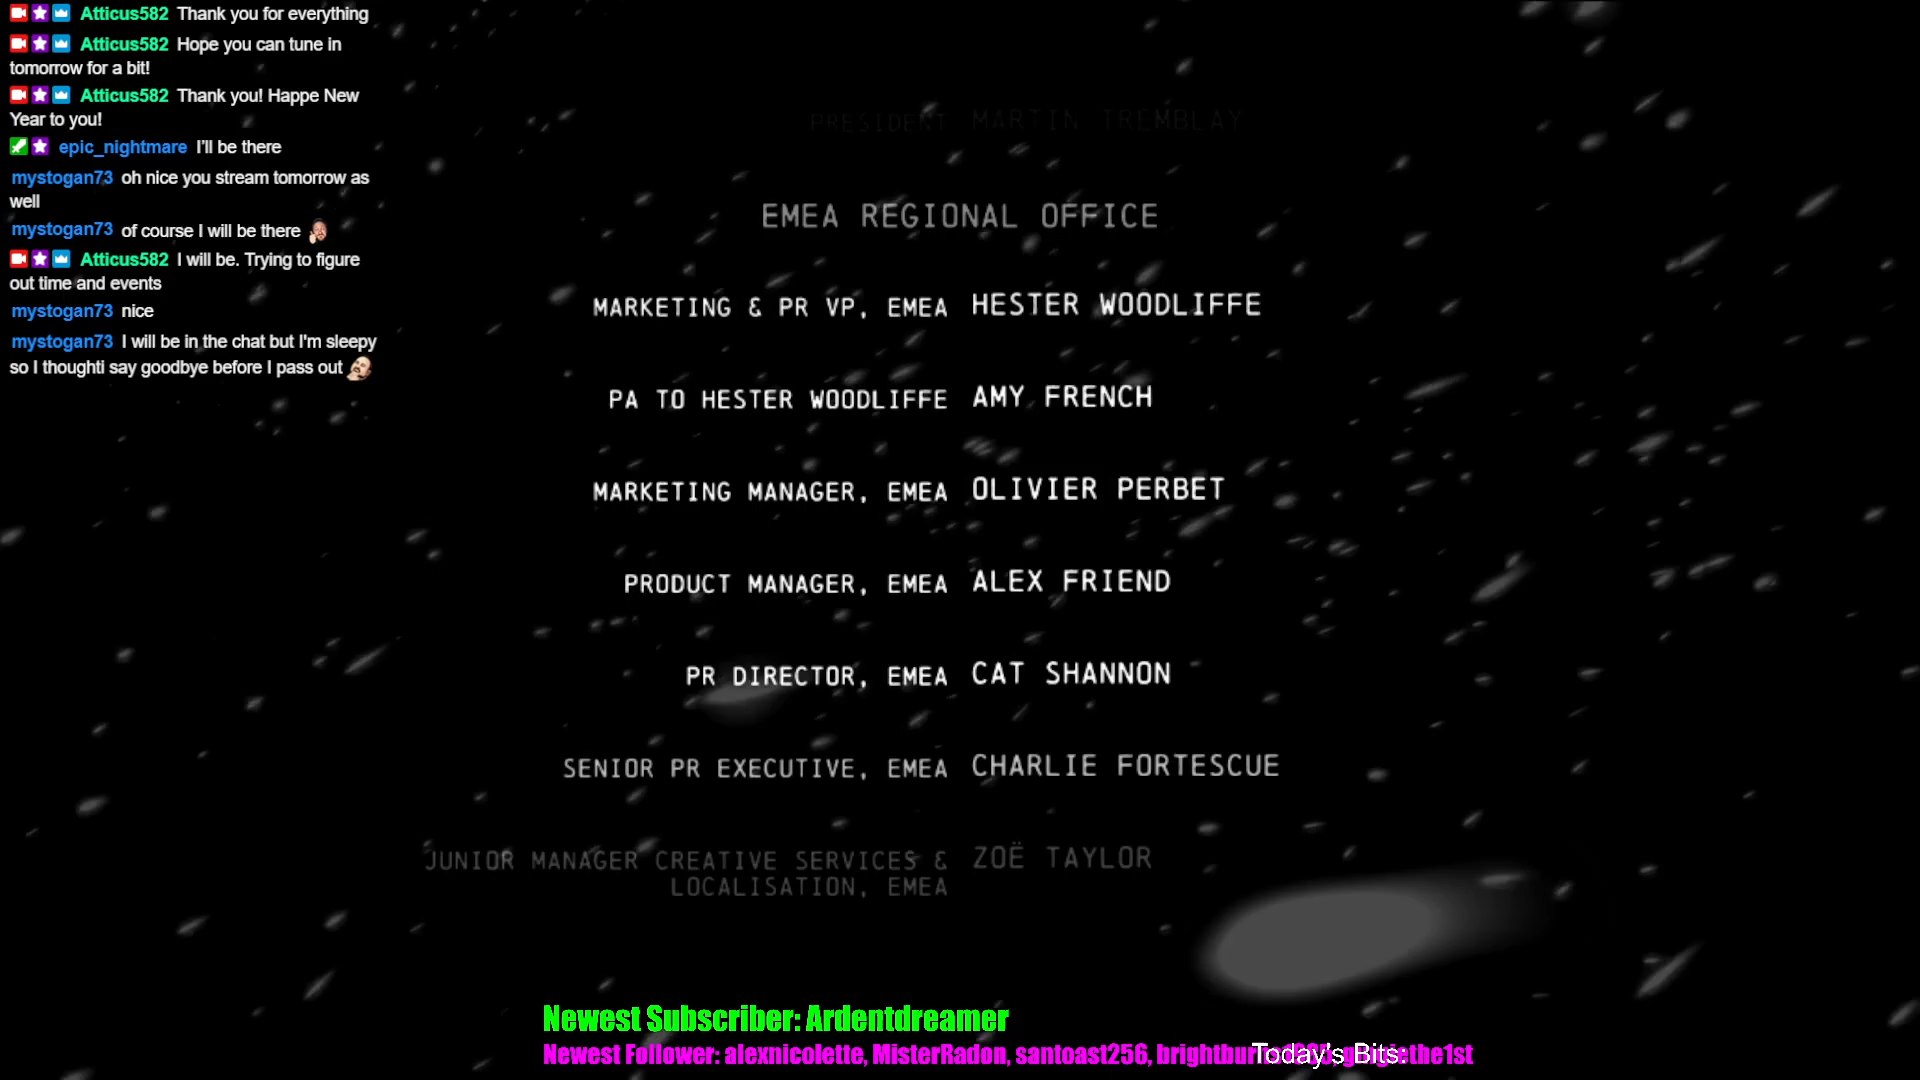 Atticus582 Thank you for everything
Atticus582 Hope you can tune in
tomorrow for a bit!
Atticus582 Thank you! Happe New
Year to you!
epic_nightmare I'll be there
mystogan73 oh nice you stream tomorrow as
well
mystogan73 of course I will be there
Atticus582 I will be. Trying to figure
out time and events
mystogan73 nice
mystogan73 I will be in the chat but I'm sleepy
so I thoughti say goodbye before I pass out
PRESIDENT MARTIN TREMBLAY
EMEA REGIONAL OFFICE
MARKETING & PR VP, EMEA HESTER WOODLIFFE
PA TO HESTER WOODLIFFE AMY FRENCH
MARKETING MANAGER, EMEA OLIVIER PERBET
PRODUCT MANAGER, EMEA ALEX FRIEND
PR DIRECTOR, EMEA CAT SHANNON
SENIOR PR EXECUTIVE, EMEA CHARLIE FORTESCUE
JUNIOR MANAGER CREATIVE SERVICES & ZOË TAYLOR
LOCALISATION, EMEA
Newest Subscriber: Ardentdreamer
Newest Follower: alexnicolette, MisterRadon, santoast256,
Today's Bits: